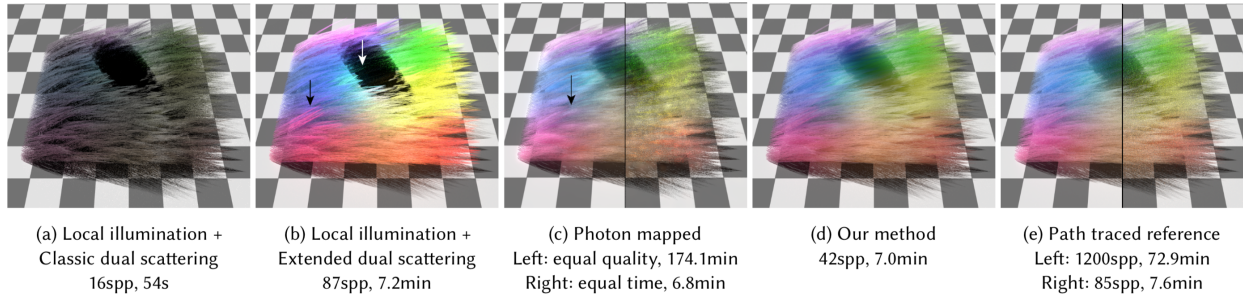 (a) Local illumination +
Classic dual scattering
16spp, 54s
(b) Local illumination +
Extended dual scattering
87spp, 7.2min
(c) Photon mapped
Left: equal quality, 174.1min
Right: equal time, 6.8min
(d) Our method
42spp, 7.0min
(e) Path traced reference
Left: 1200spp, 72.9min
Right: 85spp, 7.6min